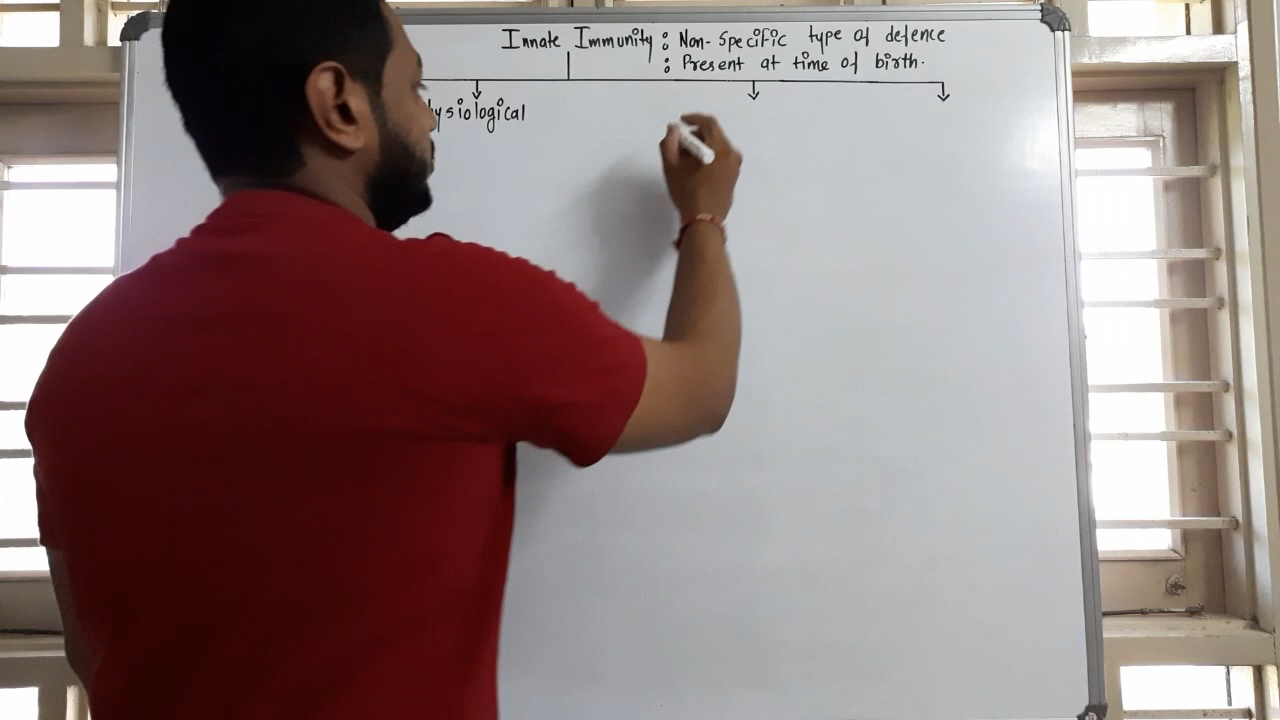 Innate Immunity : Non-Specific type of defence
: Present at time of birth.
ysiological